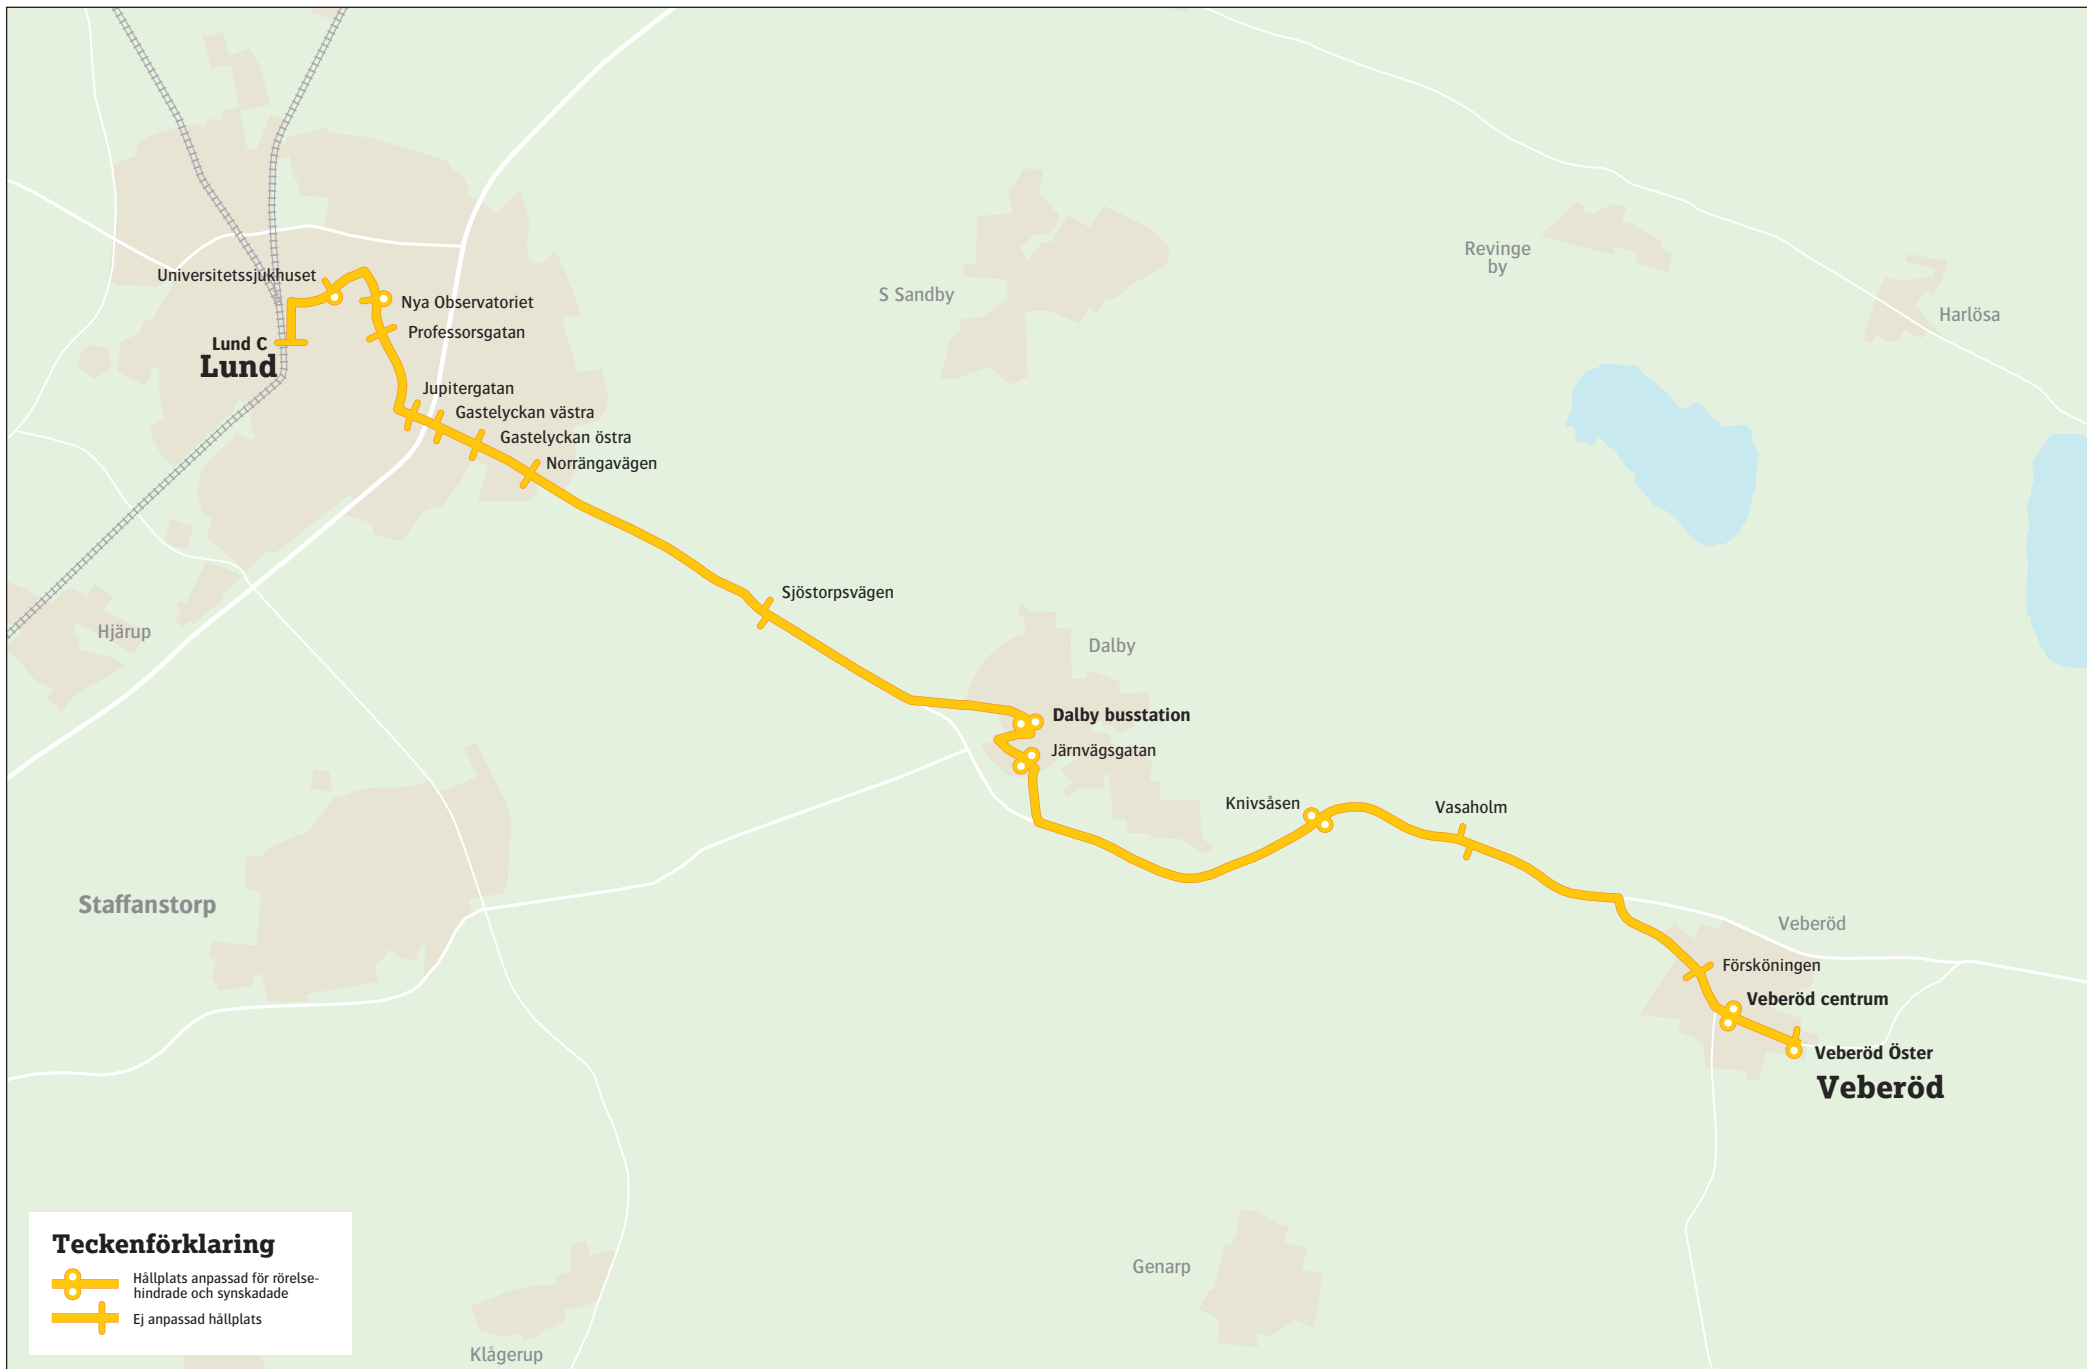 Revinge
by
Universitetssjukhuset
S Sandby
Nya Observatoriet
Harlösa
Professorsgatan
Lund C
Lund
Jupitergatan
Gastelyckan västra
Gastelyckan östra
Norrängavägen
Sjöstorpsvägen
Hjärup
Dalby
Dalby busstation
Järnvägsgatan
Knivsåsen
Vasaholm
Staffanstorp
Veberöd
Försköningen
Veberöd centrum
Veberöd Öster
Veberöd
Teckenförklaring
Hållplats anpassad för rörelse-
hindrade och synskadade
Ej anpassad hållplats
Genarp
Klågerup